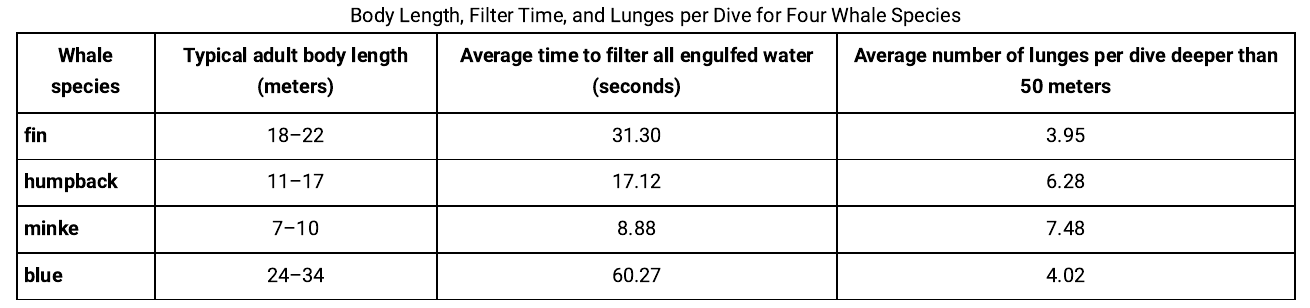 Body Length, Filter Time, and Lunges per Dive for Four Whale Species
Whale species Typical adult body length (meters) Average time to filter all engulfed water (seconds) Average number of lunges per dive deeper than 50 meters
fin 18–22 31.30 3.95
humpback 11–17 17.12 6.28
minke 7–10 8.88 7.48
blue 24–34 60.27 4.02